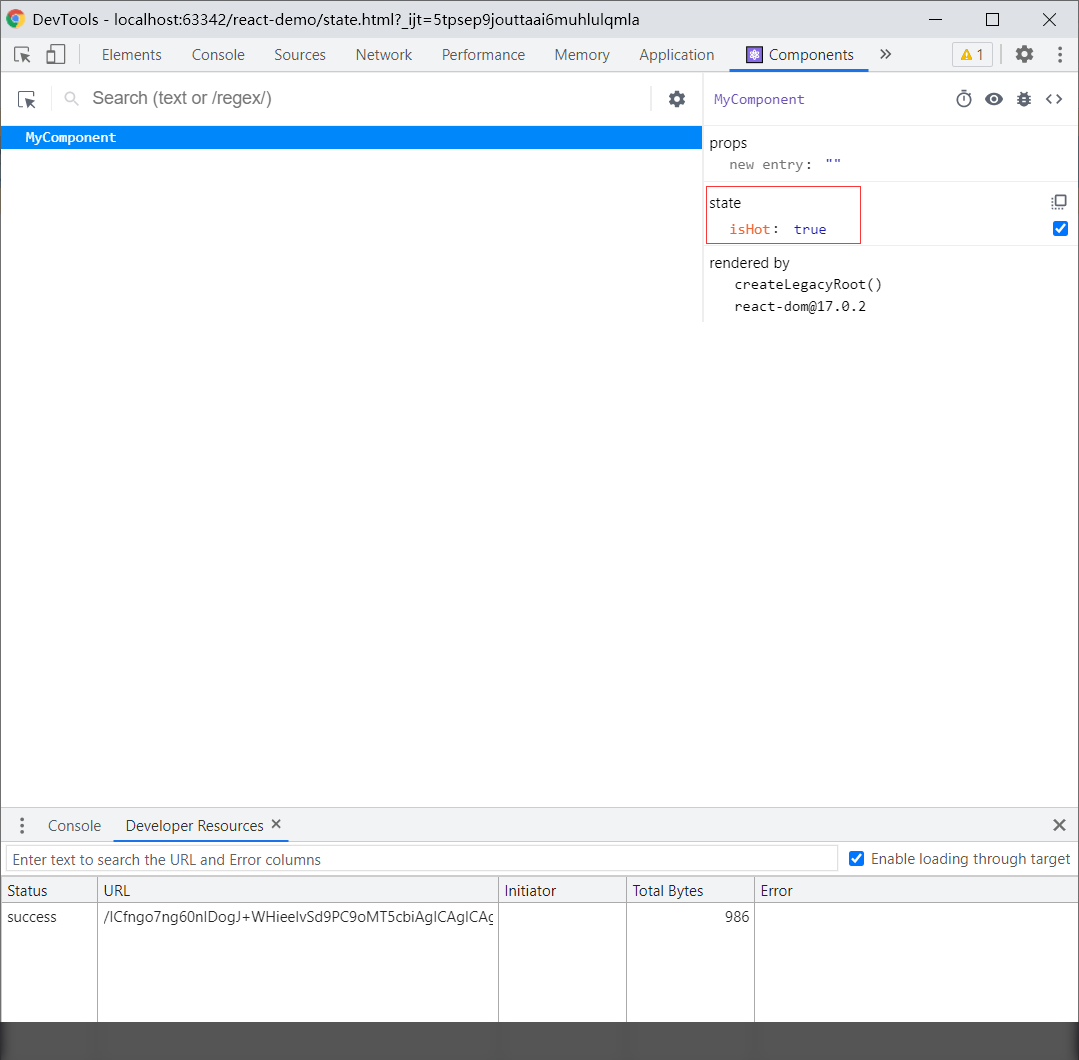 DevTools - localhost:63342/react-demo/state.html?_ijt=5tpsep9jouttaai6muhlulqmla
Elements Console Sources Network Performance Memory Application Components » 1
Search (text or /regex/)
MyComponent
MyComponent
props
new entry: ""
state
isHot: true
rendered by
createLegacyRoot()
react-dom@17.0.2
Console Developer Resources
Enter text to search the URL and Error columns
Enable loading through target
Status URL Initiator Total Bytes Error
success 986